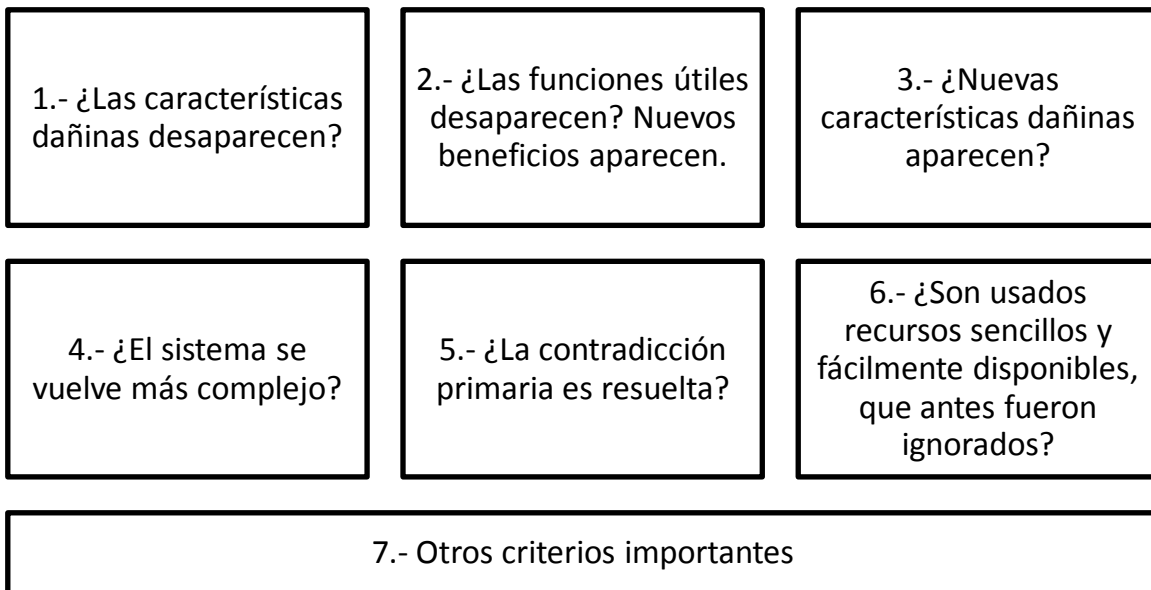 1.- ¿Las características
dañinas desaparecen?
2.- ¿Las funciones útiles
desaparecen? Nuevos
beneficios aparecen.
3.- ¿Nuevas
características dañinas
aparecen?
4.- ¿El sistema se
vuelve más complejo?
5.- ¿La contradicción
primaria es resuelta?
6.- ¿Son usados
recursos sencillos y
fácilmente disponibles,
que antes fueron
ignorados?
7.- Otros criterios importantes